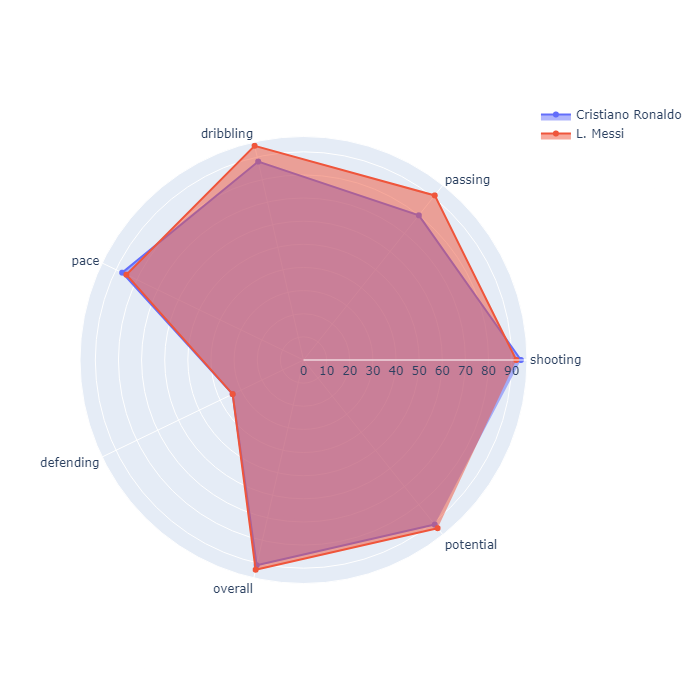 Cristiano Ronaldo
L. Messi
dribbling
passing
pace
shooting
0 10 20 30 40 50 60 70 80 90
defending
potential
overall